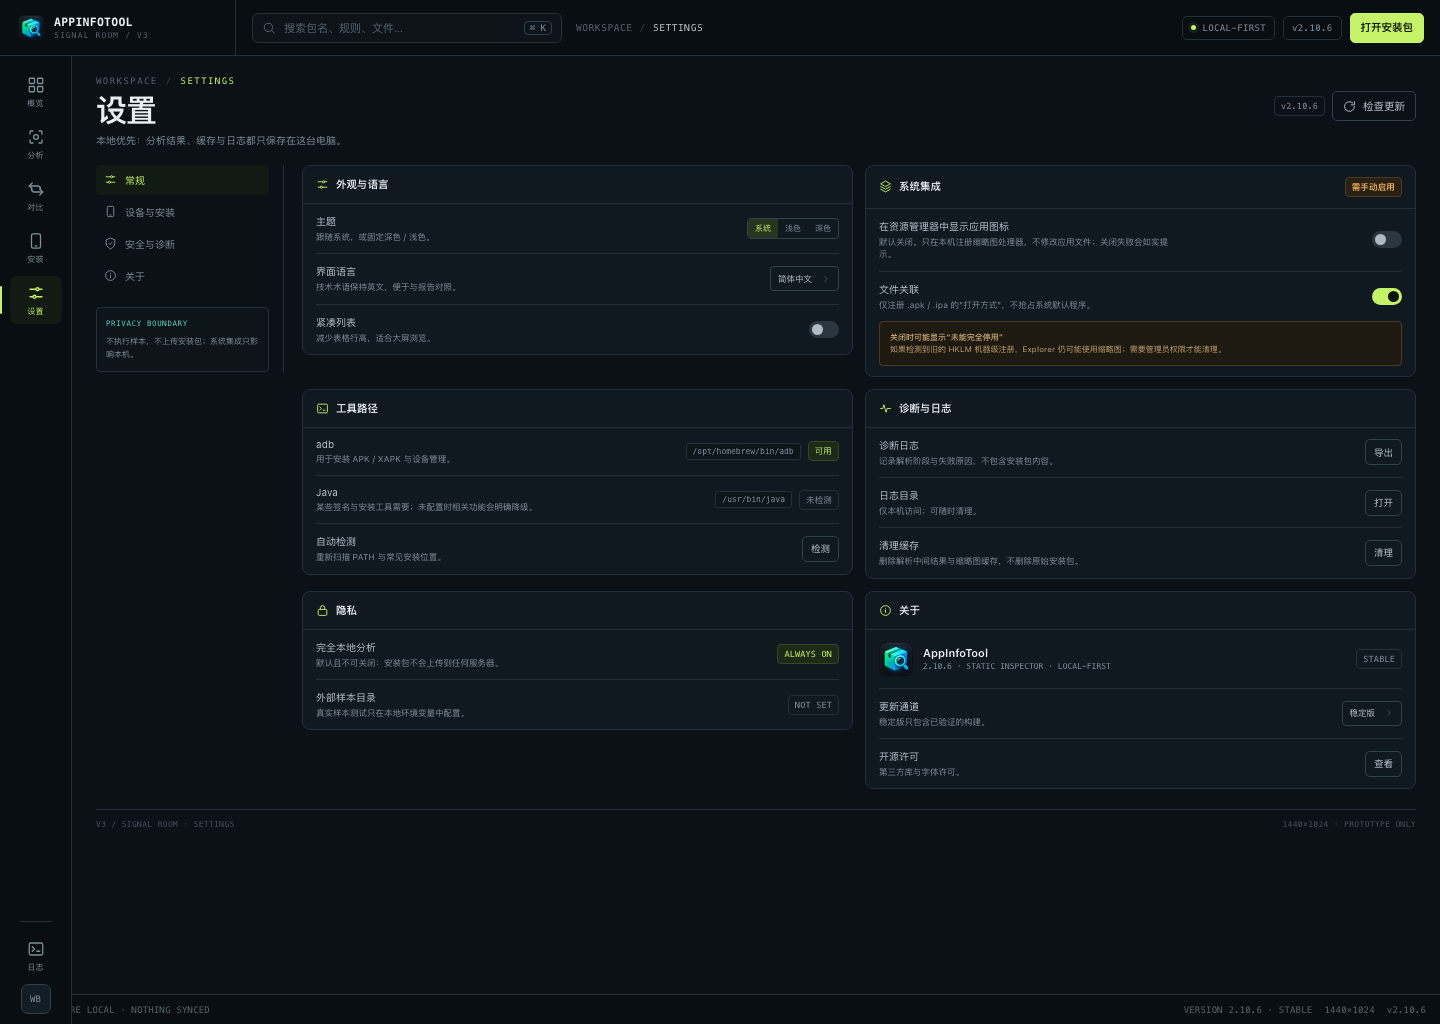 APPINFOTOOL
SIGNAL ROOM / V3
搜索包名、规则、文件...
⌘ K
WORKSPACE / SETTINGS
LOCAL-FIRST
v2.10.6
打开安装包
概览
分析
对比
安装
设置
日志
WB
WORKSPACE / SETTINGS
设置
本地优先：分析结果、缓存与日志都只保存在这台电脑。
v2.10.6
检查更新
常规
设备与安装
安全与诊断
关于
PRIVACY BOUNDARY
不执行样本，不上传安装包；系统集成只影
响本机。
外观与语言
主题
跟随系统，或固定深色 / 浅色。
系统
浅色
深色
界面语言
技术术语保持英文，便于与报告对照。
简体中文
紧凑列表
减少表格行高，适合大屏浏览。
系统集成
需手动启用
在资源管理器中显示应用图标
默认关闭。只在本机注册缩略图处理器，不修改应用文件；关闭失败会如实提
示。
文件关联
仅注册 .apk / .ipa 的“打开方式”，不抢占系统默认程序。
关闭时可能显示“未能完全停用”
如果检测到旧的 HKLM 机器级注册，Explorer 仍可能使用缩略图；需要管理员权限才能清理。
工具路径
adb
用于安装 APK / XAPK 与设备管理。
/opt/homebrew/bin/adb
可用
Java
某些签名与安装工具需要；未配置时相关功能会明确降级。
/usr/bin/java
未检测
自动检测
重新扫描 PATH 与常见安装位置。
检测
诊断与日志
诊断日志
记录解析阶段与失败原因，不包含安装包内容。
导出
日志目录
仅本机访问；可随时清理。
打开
清理缓存
删除解析中间结果与缩略图缓存，不删除原始安装包。
清理
隐私
完全本地分析
默认且不可关闭：安装包不会上传到任何服务器。
ALWAYS ON
外部样本目录
真实样本测试只在本地环境变量中配置。
NOT SET
关于
AppInfoTool
2.10.6 · STATIC INSPECTOR · LOCAL-FIRST
STABLE
更新通道
稳定版只包含已验证的构建。
稳定版
开源许可
第三方库与字体许可。
查看
V3 / SIGNAL ROOM · SETTINGS
1440×1024 · PROTOTYPE ONLY
RE LOCAL · NOTHING SYNCED
VERSION 2.10.6 · STABLE
1440×1024
v2.10.6